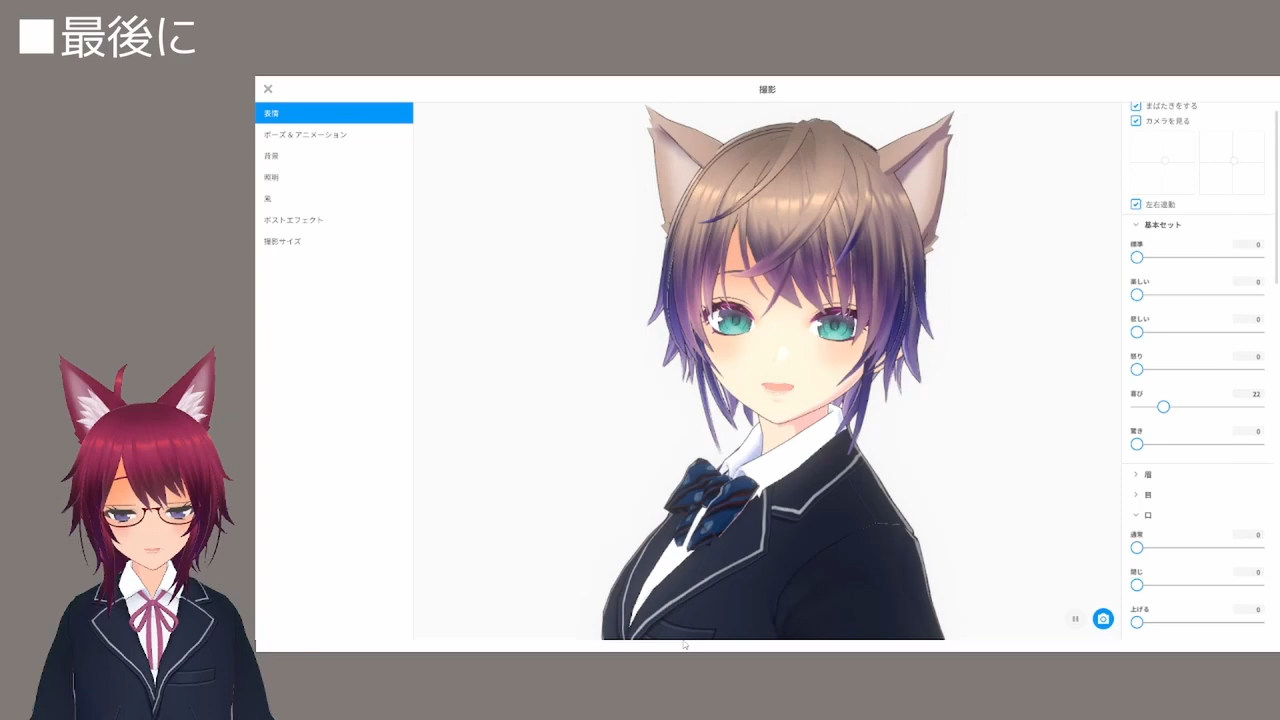 ■最後に
撮影
表情
ポーズ＆アニメーション
背景
照明
風
ポストエフェクト
撮影サイズ
まばたきをする
カメラを見る
左右連動
基本セット
標準 0
楽しい 0
悲しい 0
怒り 0
喜び 22
驚き 0
眉
目
口
通常 0
閉じ 0
上げる 0